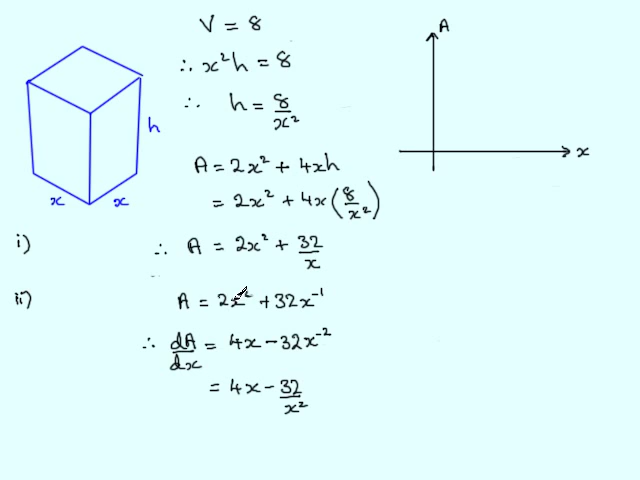 V = 8
∴ x²h = 8
∴ h = 8/x²
A = 2x² + 4xh
= 2x² + 4x(8/x²)
i) ∴ A = 2x² + 32/x
ii) A = 2x² + 32x⁻¹
∴ dA/dx = 4x - 32x⁻²
= 4x - 32/x²
h
x x
A
x